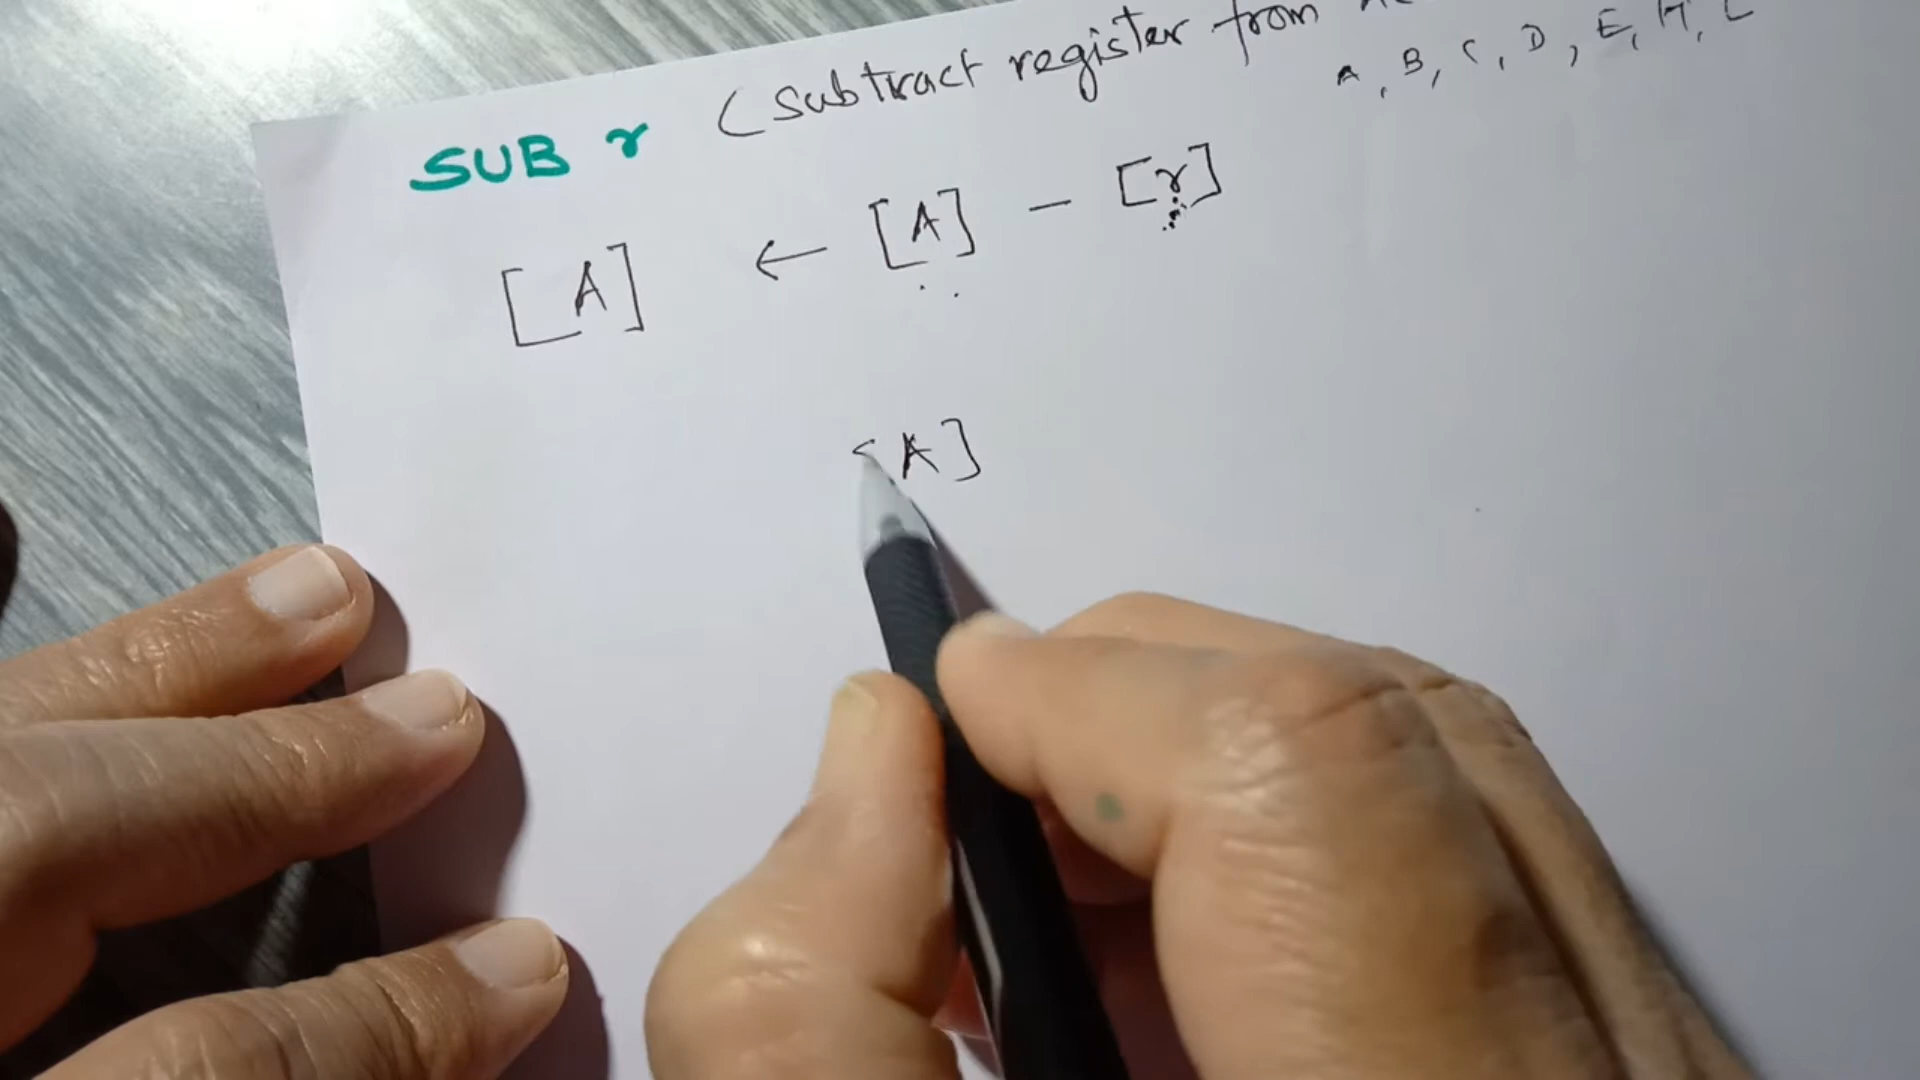 SUB r (Subtract register from
A, B, C, D, E, H, L
[A] ← [A] - [r]
[A]